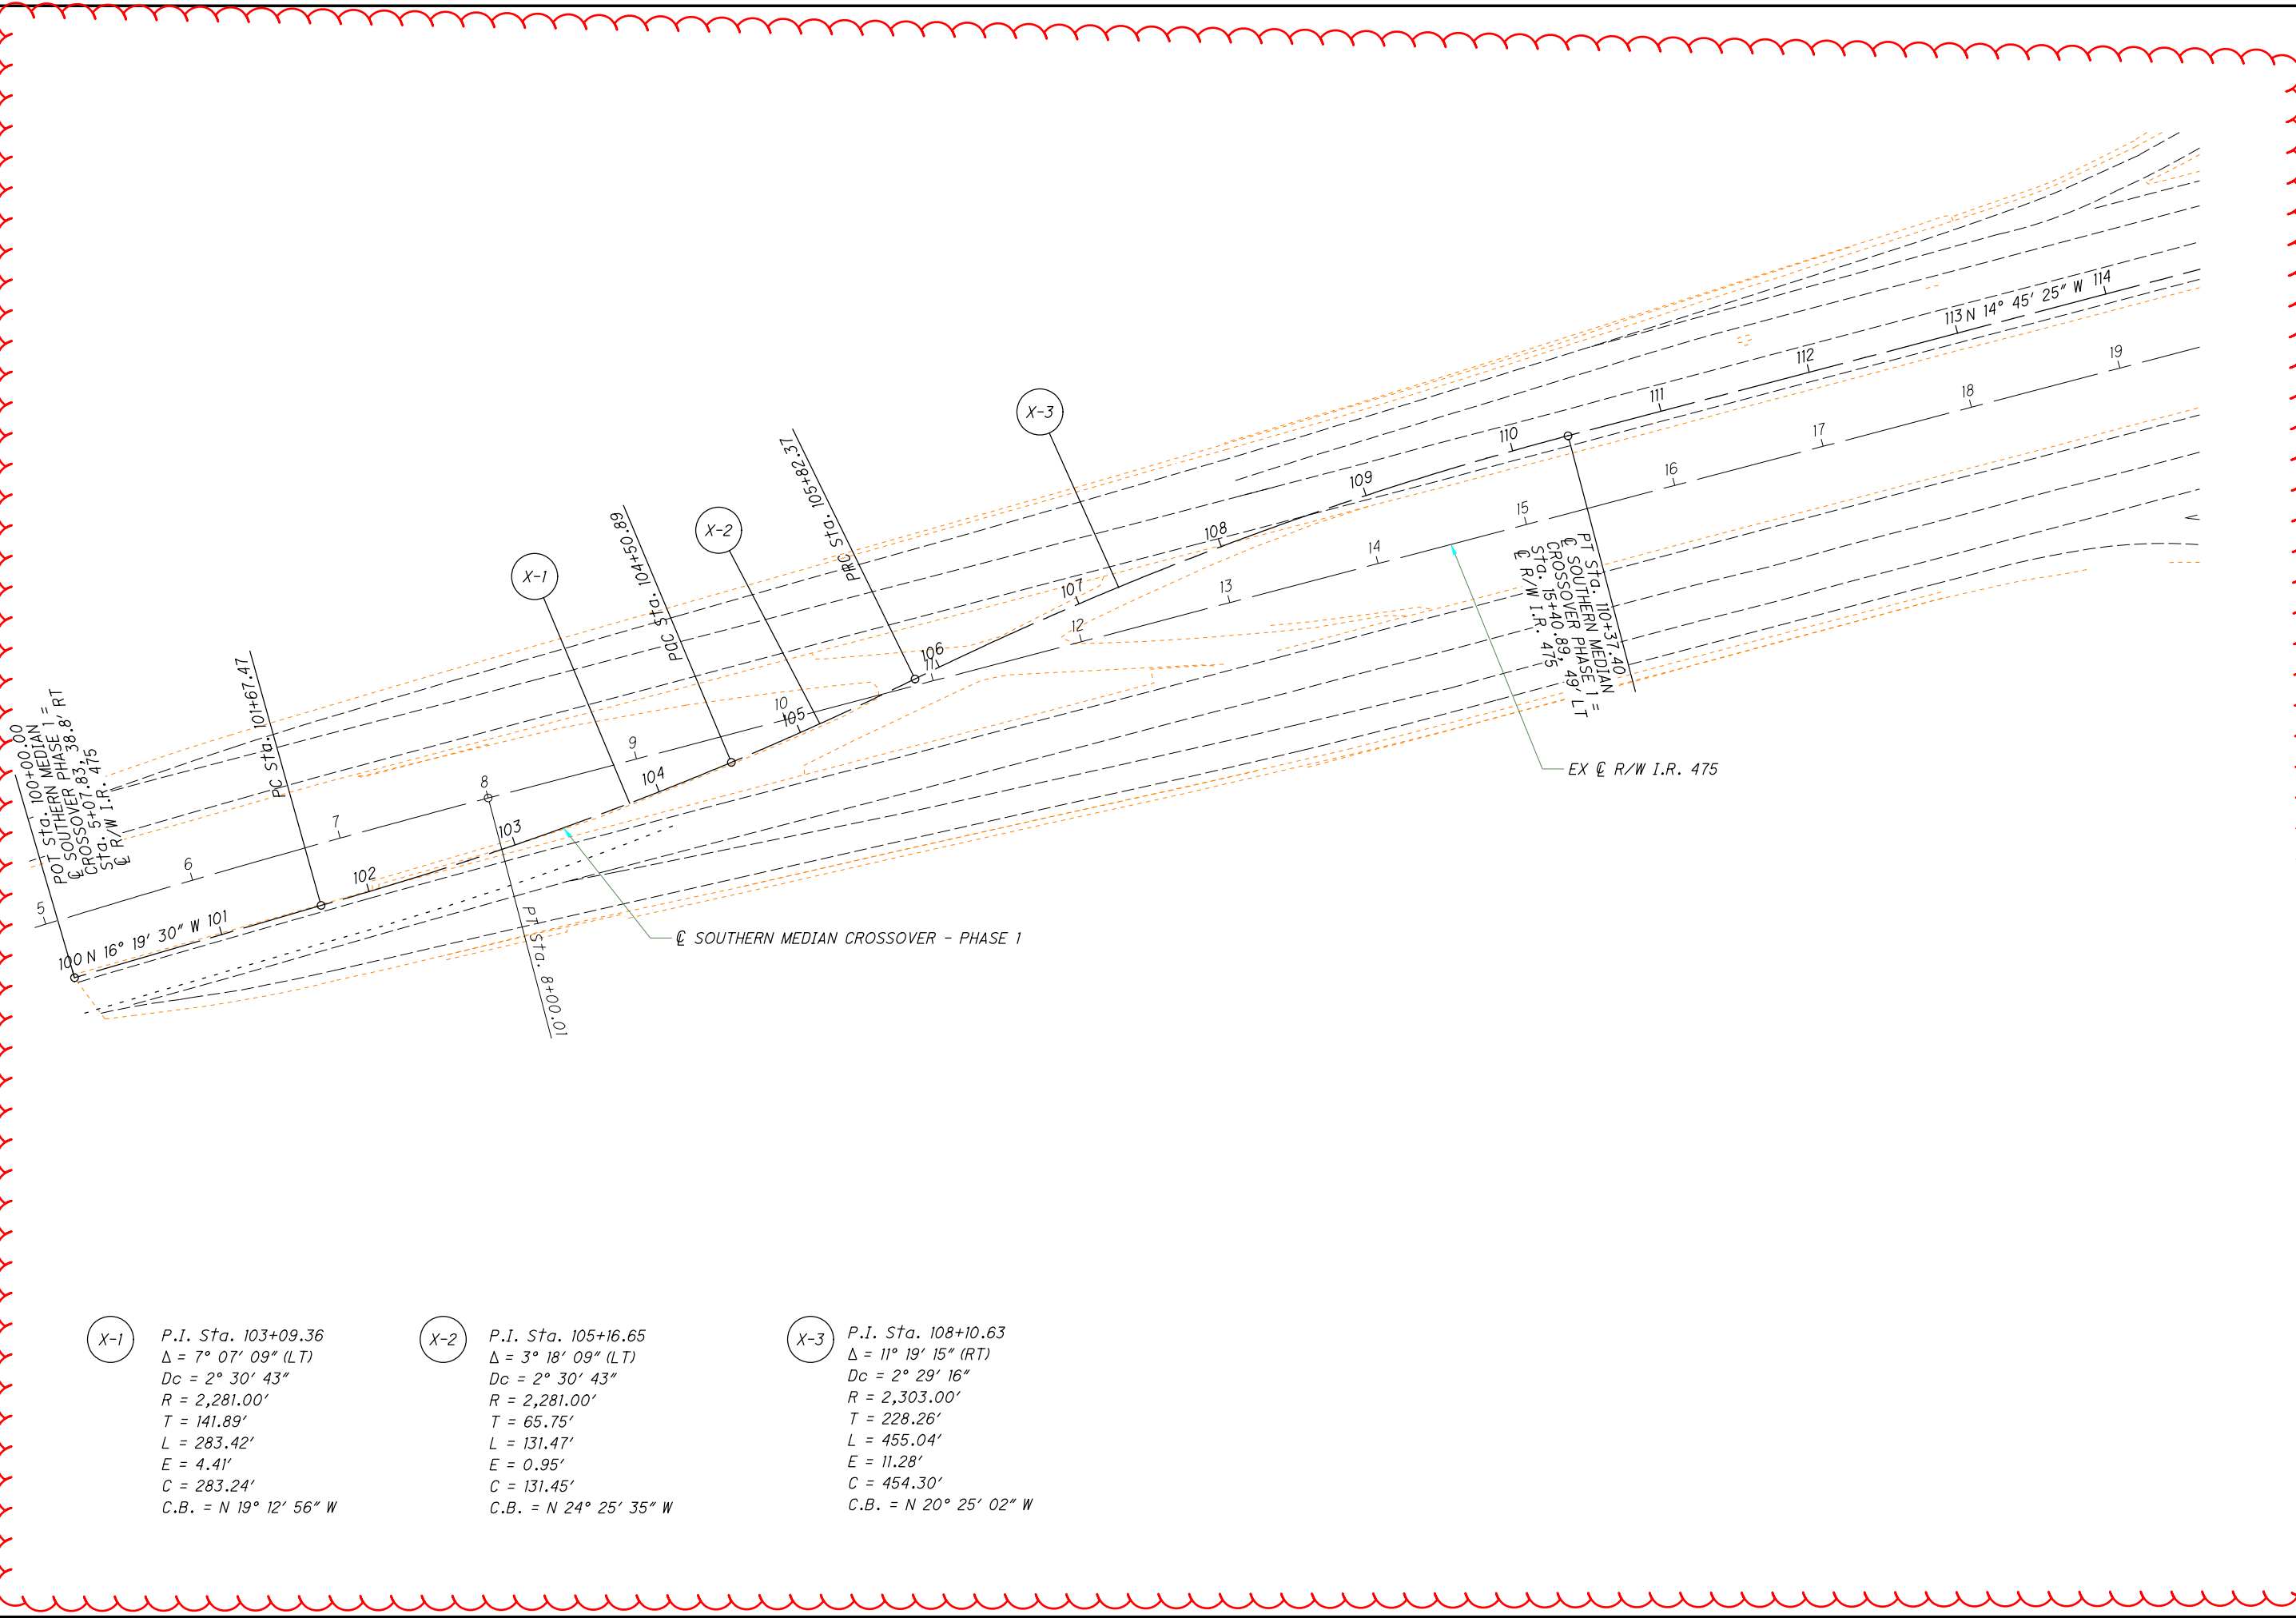 POT Sta. 100+00.00
℄ SOUTHERN MEDIAN
CROSSOVER PHASE 1 =
Sta. 5+07.83, 38.8' RT
℄ R/W I.R. 475
PC Sta. 101+67.47
PCC Sta. 104+50.89
PRC Sta. 105+82.37
X-1
X-2
X-3
PT Sta. 110+37.40
℄ SOUTHERN MEDIAN
CROSSOVER PHASE 1 =
Sta. 15+40.89, 49' LT
℄ R/W I.R. 475
PT Sta. 8+00.01
5
6
7
8
9
10
11
12
13
14
15
16
17
18
19
100 N 16° 19' 30" W 101
102
103
104
105
106
107
108
109
110
111
112
113 N 14° 45' 25" W 114
EX ℄ R/W I.R. 475
℄ SOUTHERN MEDIAN CROSSOVER - PHASE 1
X-1
P.I. Sta. 103+09.36
Δ = 7° 07' 09" (LT)
Dc = 2° 30' 43"
R = 2,281.00'
T = 141.89'
L = 283.42'
E = 4.41'
C = 283.24'
C.B. = N 19° 12' 56" W
X-2
P.I. Sta. 105+16.65
Δ = 3° 18' 09" (LT)
Dc = 2° 30' 43"
R = 2,281.00'
T = 65.75'
L = 131.47'
E = 0.95'
C = 131.45'
C.B. = N 24° 25' 35" W
X-3
P.I. Sta. 108+10.63
Δ = 11° 19' 15" (RT)
Dc = 2° 29' 16"
R = 2,303.00'
T = 228.26'
L = 455.04'
E = 11.28'
C = 454.30'
C.B. = N 20° 25' 02" W